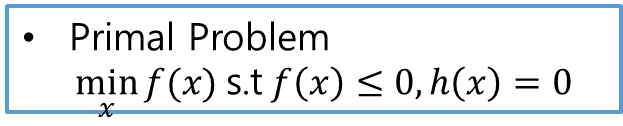 • Primal Problem
min f(x) s.t f(x) ≤ 0, h(x) = 0
x